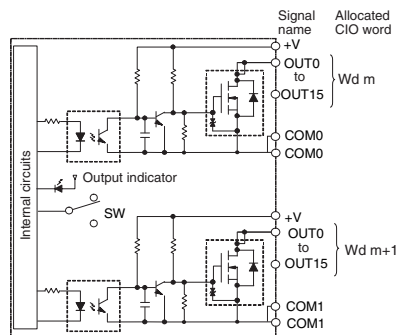 Signal name
Allocated CIO word
+V
OUT0
to
OUT15
Wd m
COM0
COM0
Internal circuits
Output indicator
SW
+V
OUT0
to
OUT15
Wd m+1
COM1
COM1